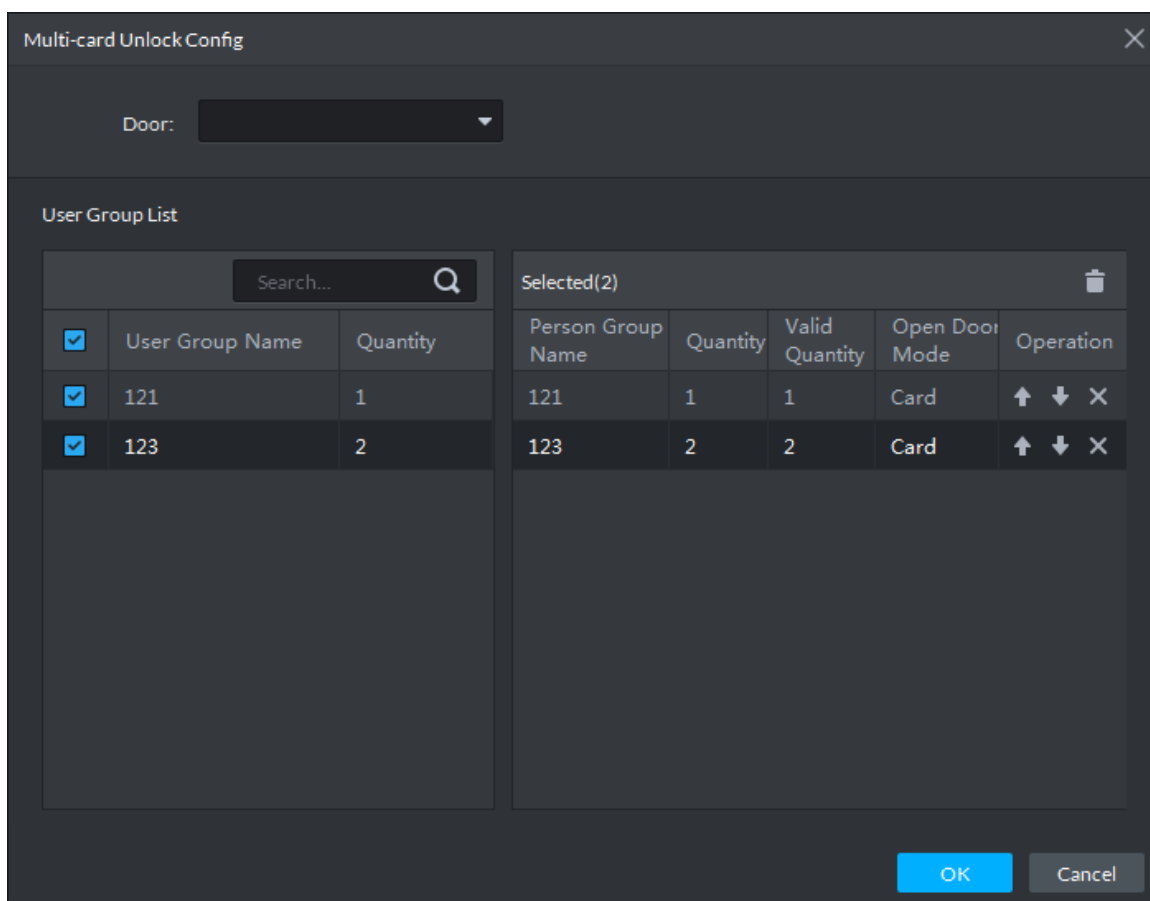 Multi-card Unlock Config
Door:
User Group List
Search...
User Group Name Quantity
121 1
123 2
Selected(2)
Person Group
Name
Quantity
Valid
Quantity
Open Door
Mode
Operation
121 1 1 Card
123 2 2 Card
OK Cancel